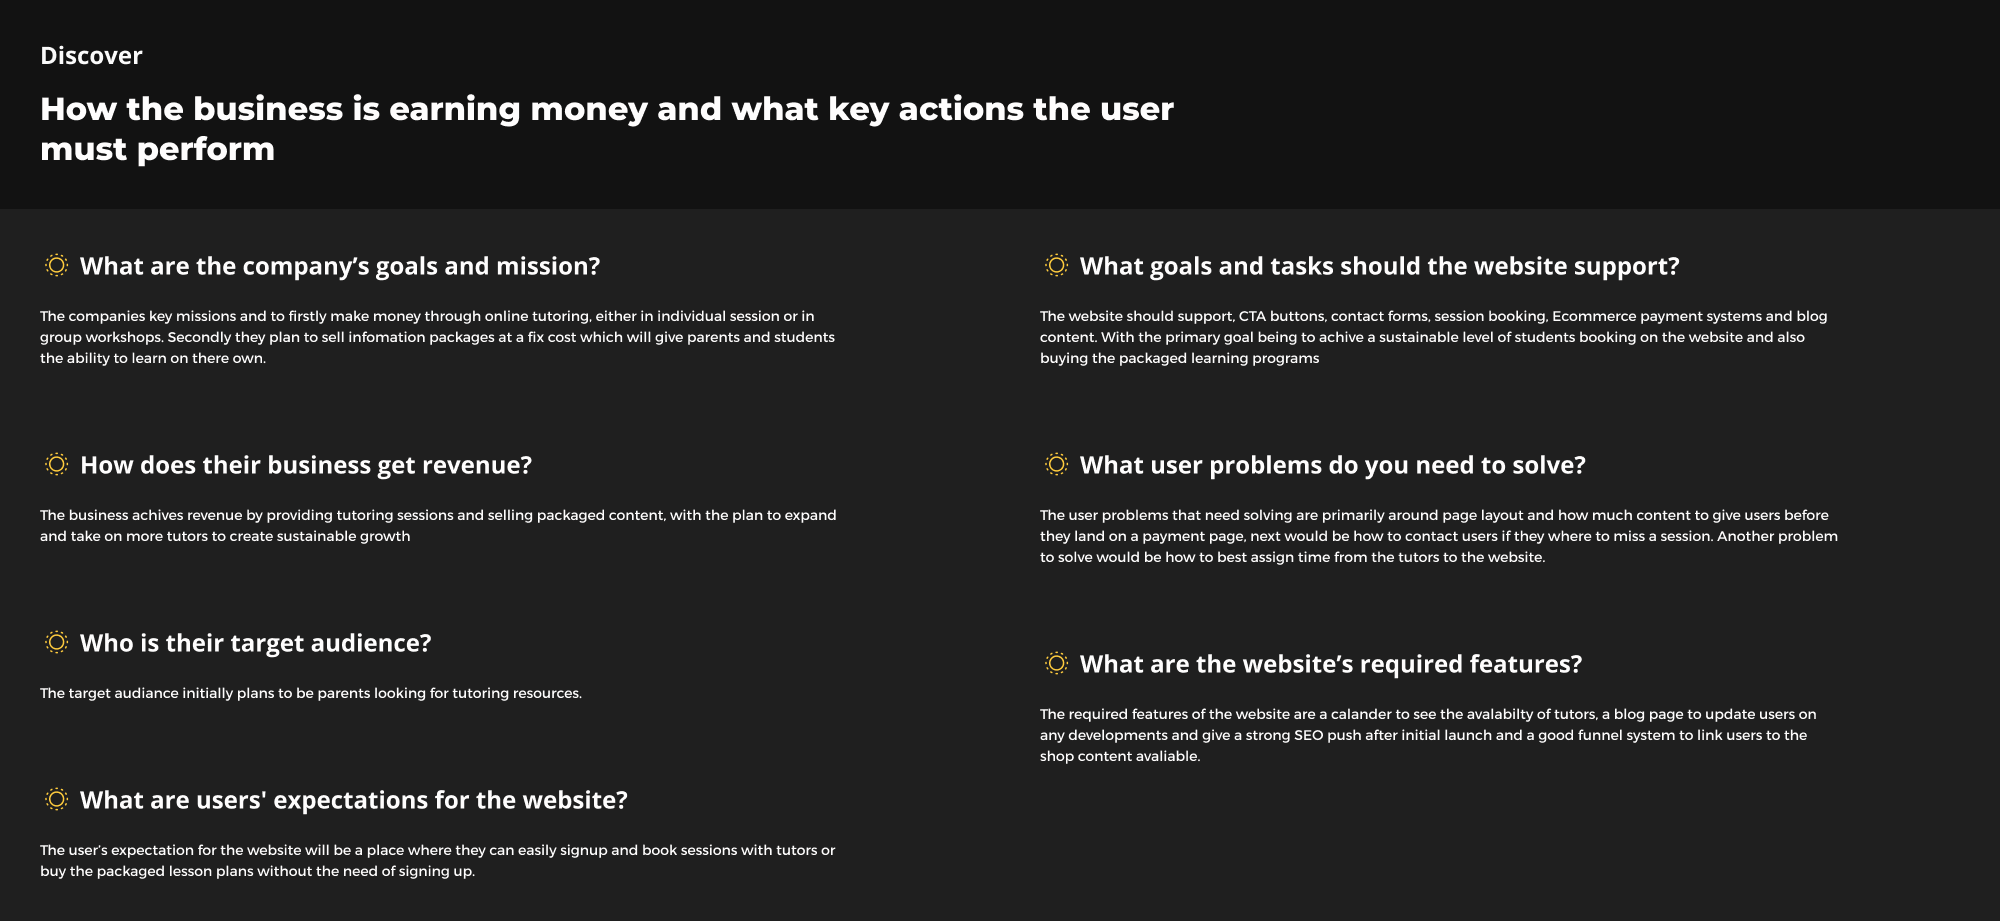 Discover
How the business is earning money and what key actions the user
must perform
What are the company’s goals and mission?
The companies key missions and to firstly make money through online tutoring, either in individual session or in
group workshops. Secondly they plan to sell infomation packages at a fix cost which will give parents and students
the ability to learn on there own.
How does their business get revenue?
The business achives revenue by providing tutoring sessions and selling packaged content, with the plan to expand
and take on more tutors to create sustainable growth
Who is their target audience?
The target audiance initially plans to be parents looking for tutoring resources.
What are users' expectations for the website?
The user’s expectation for the website will be a place where they can easily signup and book sessions with tutors or
buy the packaged lesson plans without the need of signing up.
What goals and tasks should the website support?
The website should support, CTA buttons, contact forms, session booking, Ecommerce payment systems and blog
content. With the primary goal being to achive a sustainable level of students booking on the website and also
buying the packaged learning programs
What user problems do you need to solve?
The user problems that need solving are primarily around page layout and how much content to give users before
they land on a payment page, next would be how to contact users if they where to miss a session. Another problem
to solve would be how to best assign time from the tutors to the website.
What are the website’s required features?
The required features of the website are a calander to see the avalabilty of tutors, a blog page to update users on
any developments and give a strong SEO push after initial launch and a good funnel system to link users to the
shop content avaliable.